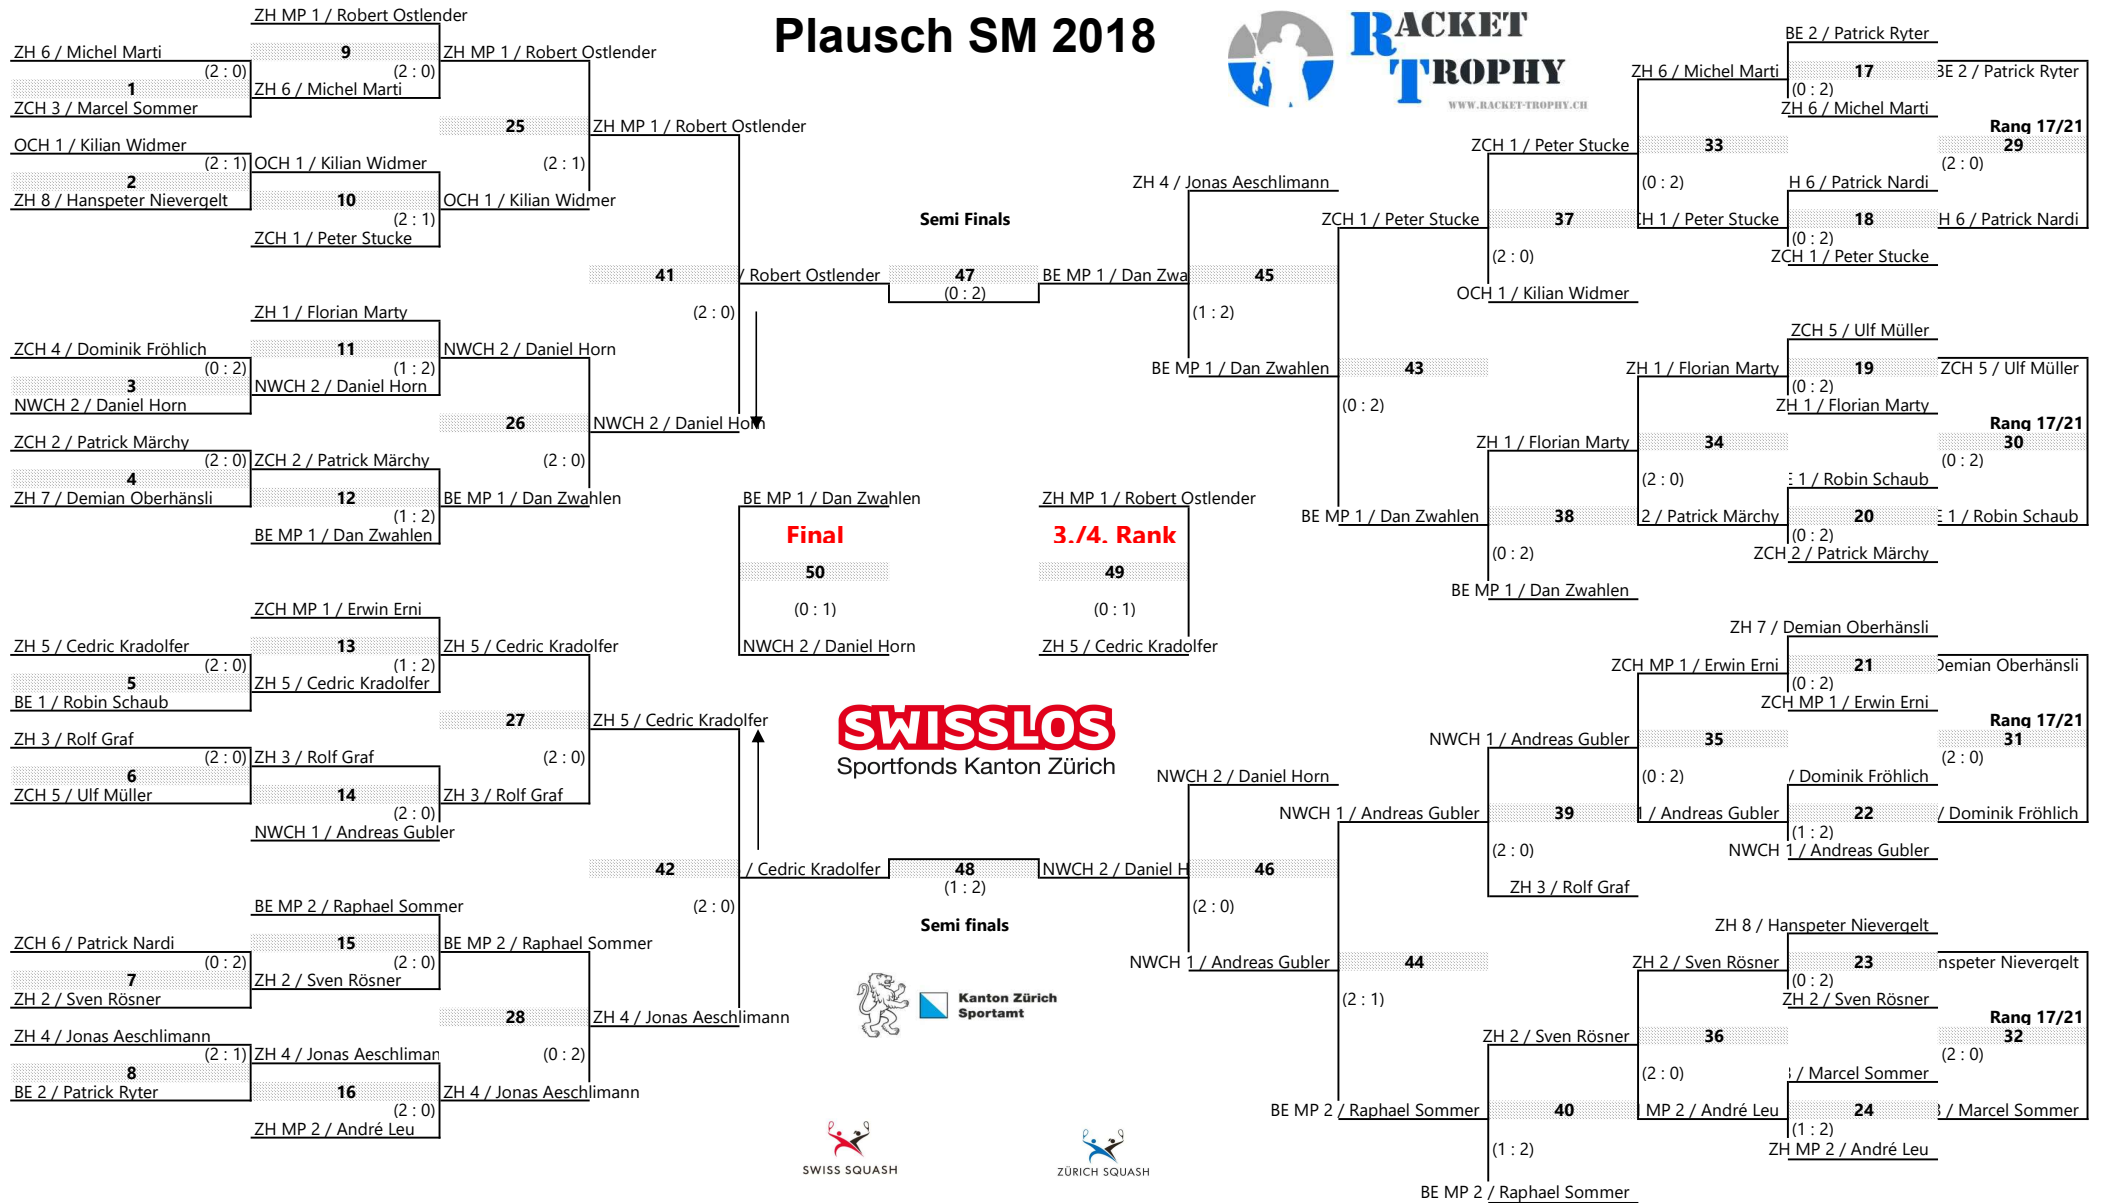 Plausch SM 2018
RACKET
TROPHY
WWW.RACKET-TROPHY.CH
ZH MP 1 / Robert Ostlender
ZH 6 / Michel Marti
9
ZH MP 1 / Robert Ostlender
(2 : 0)
(2 : 0)
1
ZH 6 / Michel Marti
ZCH 3 / Marcel Sommer
25
ZH MP 1 / Robert Ostlender
OCH 1 / Kilian Widmer
(2 : 1)
OCH 1 / Kilian Widmer
(2 : 1)
2
ZH 8 / Hanspeter Nievergelt
10
OCH 1 / Kilian Widmer
(2 : 1)
ZCH 1 / Peter Stucke
41
/ Robert Ostlender
(2 : 0)
ZH 1 / Florian Marty
ZCH 4 / Dominik Fröhlich
11
NWCH 2 / Daniel Horn
(0 : 2)
(1 : 2)
3
NWCH 2 / Daniel Horn
NWCH 2 / Daniel Horn
26
NWCH 2 / Daniel Horn
ZCH 2 / Patrick Märchy
(2 : 0)
ZCH 2 / Patrick Märchy
(2 : 0)
4
ZH 7 / Demian Oberhänsli
12
BE MP 1 / Dan Zwahlen
(1 : 2)
BE MP 1 / Dan Zwahlen
ZCH MP 1 / Erwin Erni
ZH 5 / Cedric Kradolfer
13
ZH 5 / Cedric Kradolfer
(2 : 0)
(1 : 2)
5
ZH 5 / Cedric Kradolfer
BE 1 / Robin Schaub
27
ZH 5 / Cedric Kradolfer
ZH 3 / Rolf Graf
(2 : 0)
ZH 3 / Rolf Graf
(2 : 0)
6
ZCH 5 / Ulf Müller
14
ZH 3 / Rolf Graf
(2 : 0)
NWCH 1 / Andreas Gubler
42
/ Cedric Kradolfer
(2 : 0)
BE MP 2 / Raphael Sommer
ZCH 6 / Patrick Nardi
15
BE MP 2 / Raphael Sommer
(0 : 2)
(2 : 0)
7
ZH 2 / Sven Rösner
ZH 2 / Sven Rösner
28
ZH 4 / Jonas Aeschlimann
ZH 4 / Jonas Aeschlimann
(2 : 1)
ZH 4 / Jonas Aeschliman
(0 : 2)
8
BE 2 / Patrick Ryter
16
ZH 4 / Jonas Aeschlimann
(2 : 0)
ZH MP 2 / André Leu
Semi Finals
47
(0 : 2)
BE MP 1 / Dan Zwa
BE MP 1 / Dan Zwahlen
Final
50
(0 : 1)
NWCH 2 / Daniel Horn
ZH MP 1 / Robert Ostlender
3./4. Rank
49
(0 : 1)
ZH 5 / Cedric Kradolfer
SWISSLOS
Sportfonds Kanton Zürich
48
(1 : 2)
NWCH 2 / Daniel H
Semi finals
Kanton Zürich
Sportamt
SWISS SQUASH
ZÜRICH SQUASH
ZH 4 / Jonas Aeschlimann
45
(1 : 2)
BE MP 1 / Dan Zwahlen
ZCH 1 / Peter Stucke
43
(0 : 2)
BE MP 1 / Dan Zwahlen
ZCH 1 / Peter Stucke
37
(2 : 0)
OCH 1 / Kilian Widmer
ZH 1 / Florian Marty
38
(0 : 2)
BE MP 1 / Dan Zwahlen
ZH 6 / Michel Marti
33
(0 : 2)
CH 1 / Peter Stucke
ZH 1 / Florian Marty
34
(2 : 0)
2 / Patrick Märchy
BE 2 / Patrick Ryter
17
(0 : 2)
ZH 6 / Michel Marti
H 6 / Patrick Nardi
18
(0 : 2)
ZCH 1 / Peter Stucke
BE 2 / Patrick Ryter
Rang 17/21
29
(2 : 0)
H 6 / Patrick Nardi
ZCH 5 / Ulf Müller
19
(0 : 2)
ZH 1 / Florian Marty
E 1 / Robin Schaub
20
(0 : 2)
ZCH 2 / Patrick Märchy
ZCH 5 / Ulf Müller
Rang 17/21
30
(0 : 2)
E 1 / Robin Schaub
NWCH 2 / Daniel Horn
46
(2 : 0)
NWCH 1 / Andreas Gubler
NWCH 1 / Andreas Gubler
44
(2 : 1)
BE MP 2 / Raphael Sommer
NWCH 1 / Andreas Gubler
39
(2 : 0)
ZH 3 / Rolf Graf
ZH 2 / Sven Rösner
40
(1 : 2)
BE MP 2 / Raphael Sommer
ZCH MP 1 / Erwin Erni
35
(0 : 2)
1 / Andreas Gubler
ZH 2 / Sven Rösner
36
(2 : 0)
MP 2 / André Leu
ZH 7 / Demian Oberhänsli
21
(0 : 2)
ZCH MP 1 / Erwin Erni
/ Dominik Fröhlich
22
(1 : 2)
NWCH 1 / Andreas Gubler
Demian Oberhänsli
Rang 17/21
31
(2 : 0)
/ Dominik Fröhlich
ZH 8 / Hanspeter Nievergelt
23
(0 : 2)
ZH 2 / Sven Rösner
/ Marcel Sommer
24
(1 : 2)
ZH MP 2 / André Leu
nspeter Nievergelt
Rang 17/21
32
(2 : 0)
/ Marcel Sommer